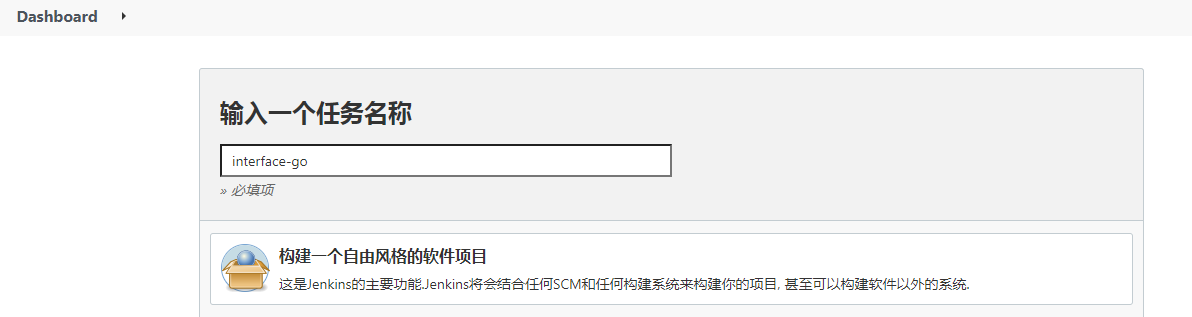 Dashboard
输入一个任务名称
interface-go
» 必填项
构建一个自由风格的软件项目
这是Jenkins的主要功能.Jenkins将会结合任何SCM和任何构建系统来构建你的项目, 甚至可以构建软件以外的系统.